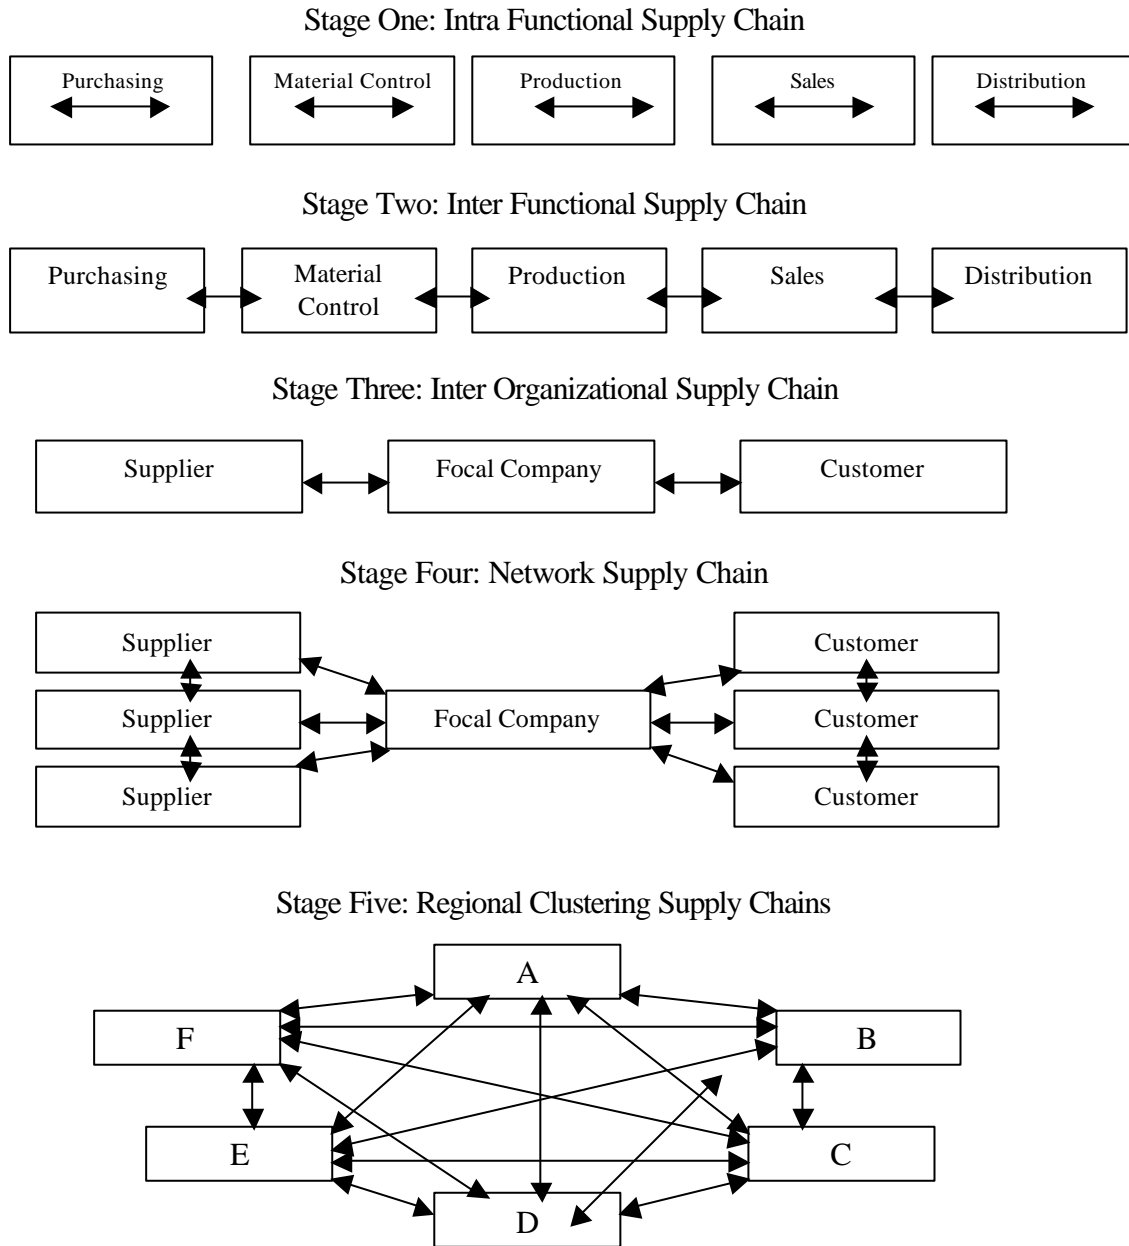 Stage One: Intra Functional Supply Chain
Purchasing
Material Control
Production
Sales
Distribution
Stage Two: Inter Functional Supply Chain
Purchasing
Material
Control
Production
Sales
Distribution
Stage Three: Inter Organizational Supply Chain
Supplier
Focal Company
Customer
Stage Four: Network Supply Chain
Supplier
Customer
Supplier
Focal Company
Customer
Supplier
Customer
Stage Five: Regional Clustering Supply Chains
A
F
B
E
C
D